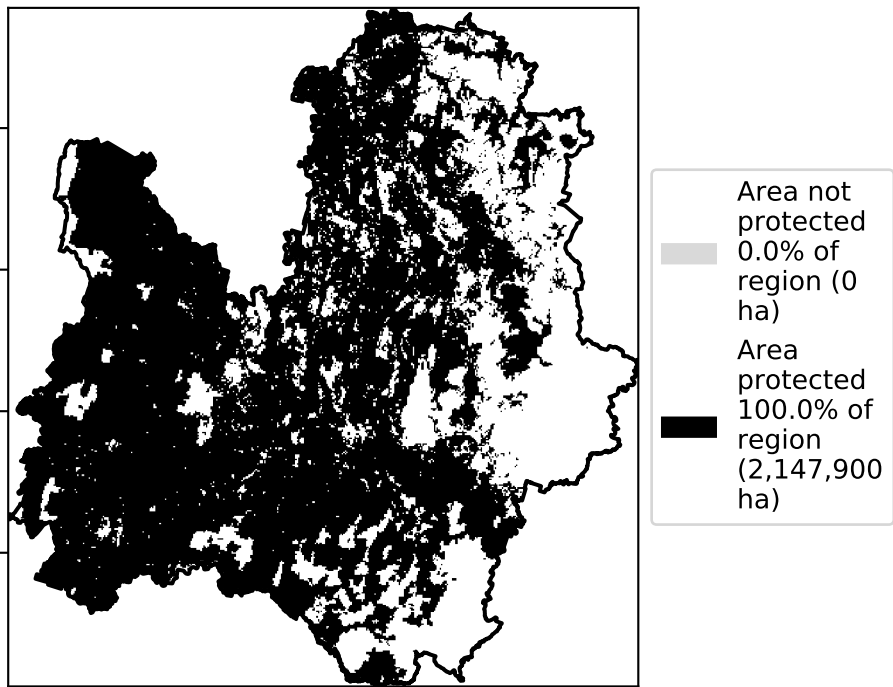 Area not
protected
0.0% of
region (0
ha)
Area
protected
100.0% of
region
(2,147,900
ha)